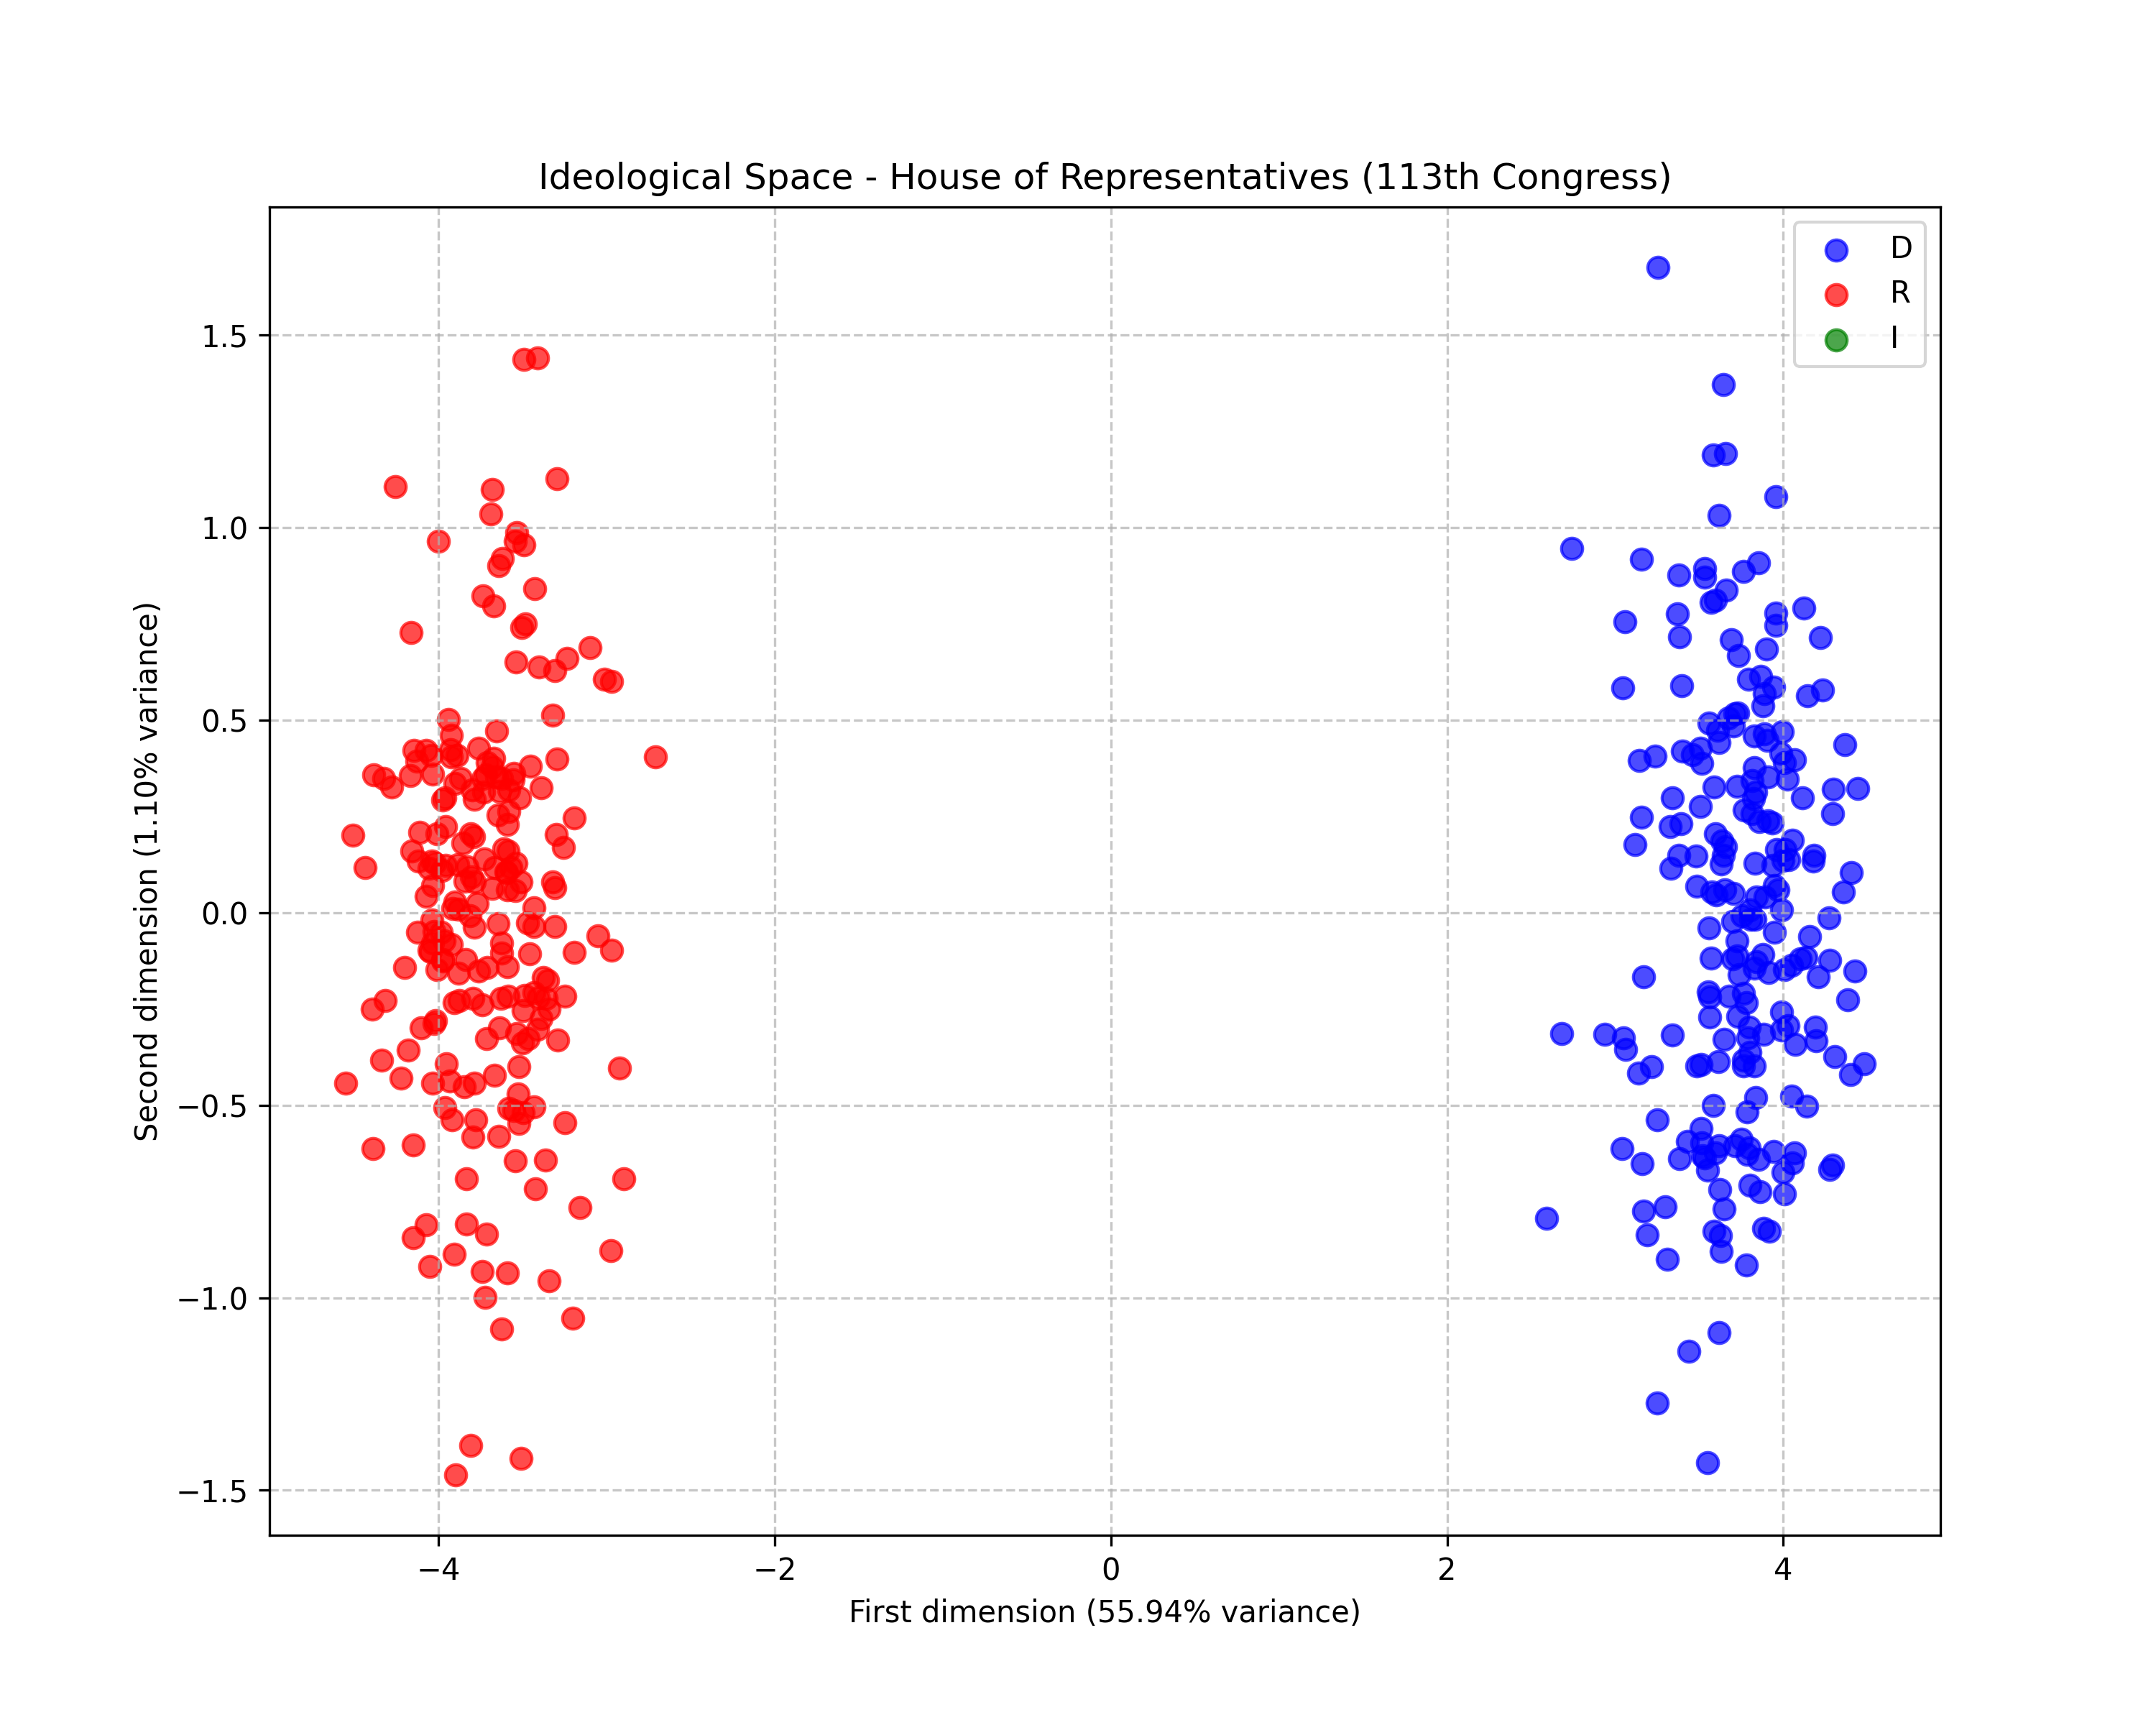 Ideological Space - House of Representatives (113th Congress)
D
R
I
1.5
1.0
0.5
0.0
−0.5
−1.0
−1.5
Second dimension (1.10% variance)
−4
−2
0
2
4
First dimension (55.94% variance)